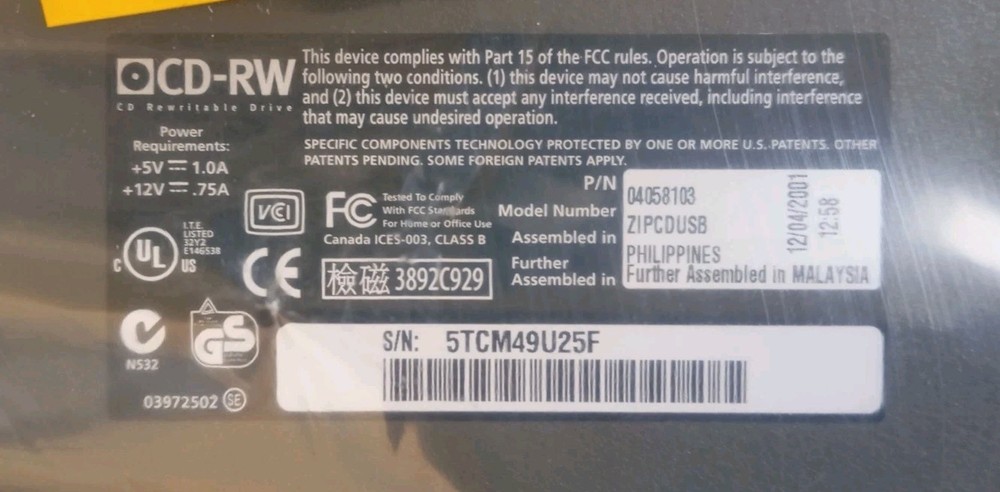 CD-RW
CD Rewritable Drive
This device complies with Part 15 of the FCC rules. Operation is subject to the
following two conditions. (1) this device may not cause harmful interference,
and (2) this device must accept any interference received, including interference
that may cause undesired operation.
SPECIFIC COMPONENTS TECHNOLOGY PROTECTED BY ONE OR MORE U.S. PATENTS. OTHER
PATENTS PENDING. SOME FOREIGN PATENTS APPLY.
Power
Requirements:
+5V ⎓ 1.0A
+12V ⎓ .75A
C UL US
I.T.E.
LISTED
32Y2
E146538
VCI
FC
Tested To Comply
With FCC Standards
For Home or Office Use
Canada ICES-003, CLASS B
CE
檢磁 3892C929
P/N 04058103
Model Number ZIPCDUSB
Assembled in PHILIPPINES
Further
Assembled in Further Assembled in MALAYSIA
12/04/2001
12:58
N532
GS
03972502 SE
S/N: 5TCM49U25F